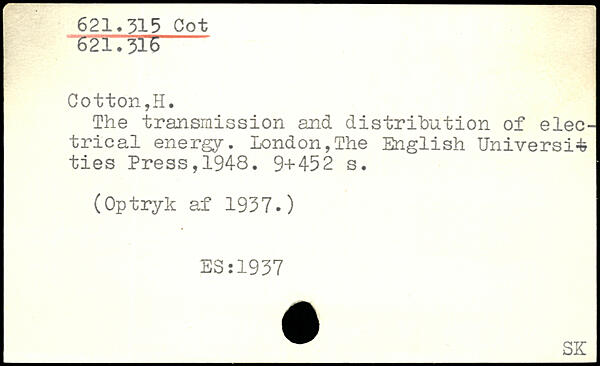 621.315 Cot
621.316
Cotton,H.
The transmission and distribution of elec-
trical energy. London,The English Universit-
ties Press,1948. 9+452 s.
(Optryk af 1937.)
ES:1937
SK